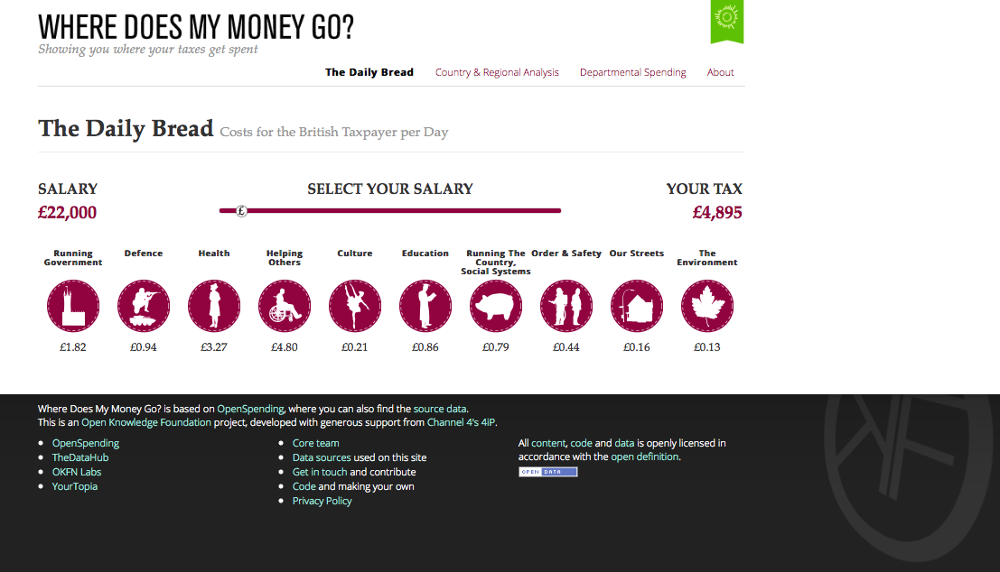 WHERE DOES MY MONEY GO?
Showing you where your taxes get spent
The Daily Bread Country & Regional Analysis Departmental Spending About
The Daily Bread Costs for the British Taxpayer per Day
SALARY SELECT YOUR SALARY YOUR TAX
£22,000 £ £4,895
Running Government Defence Health Helping Others Culture Education Running The Country, Social Systems Order & Safety Our Streets The Environment
£1.82 £0.94 £3.27 £4.80 £0.21 £0.86 £0.79 £0.44 £0.16 £0.13
Where Does My Money Go? is based on OpenSpending, where you can also find the source data.
This is an Open Knowledge Foundation project, developed with generous support from Channel 4's 4iP.
OpenSpending
TheDataHub
OKFN Labs
YourTopia
Core team
Data sources used on this site
Get in touch and contribute
Code and making your own
Privacy Policy
All content, code and data is openly licensed in
accordance with the open definition.
OPEN DATA